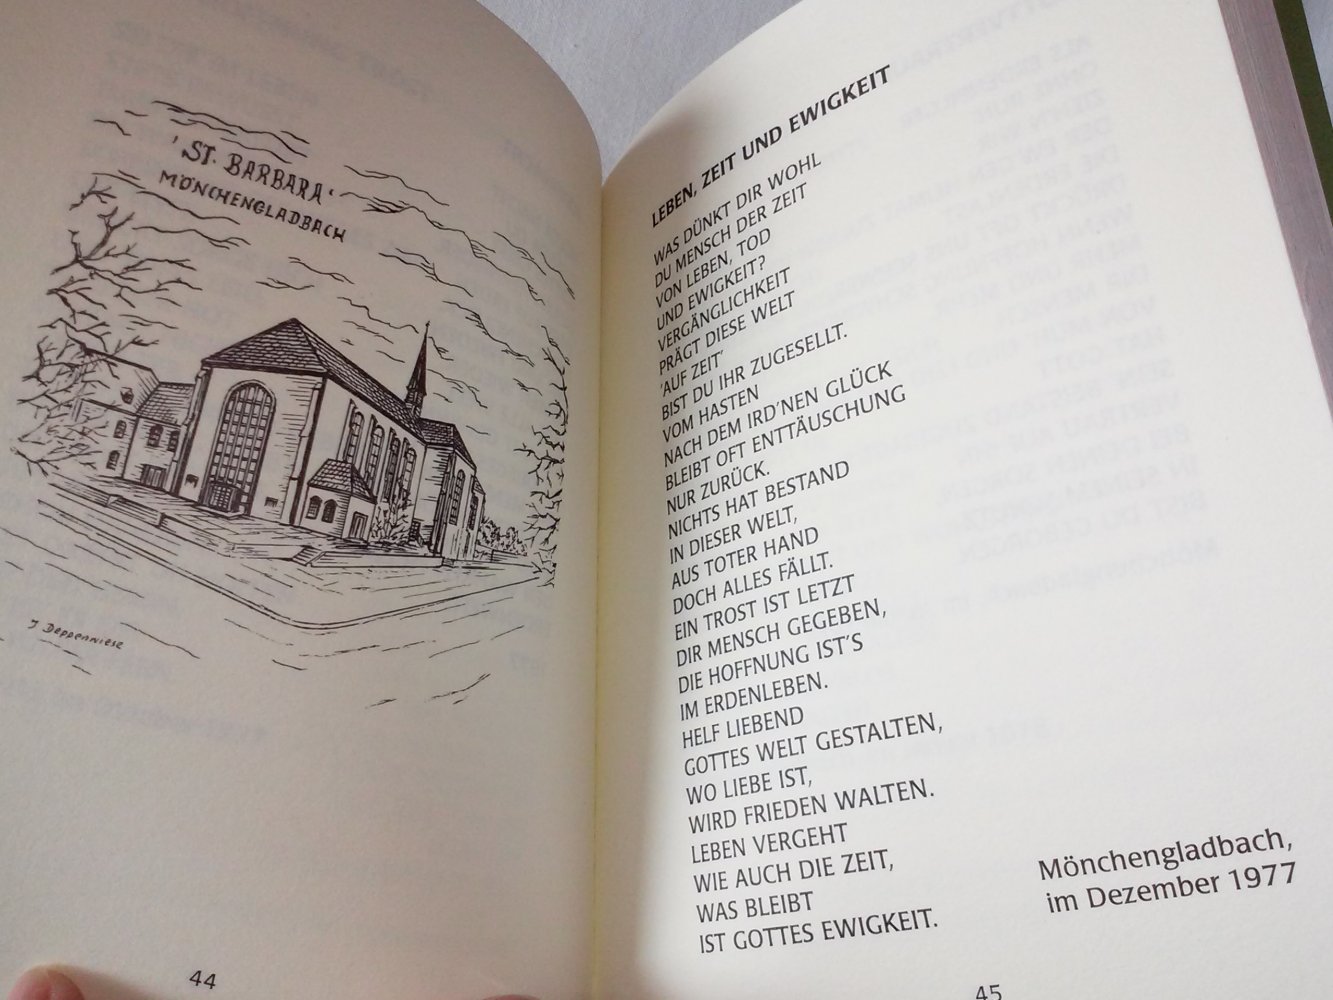 'ST. BARBARA'
MÖNCHENGLADBACH
J Deppenwiese
44
LEBEN, ZEIT UND EWIGKEIT
WAS DÜNKT DIR WOHL
DU MENSCH DER ZEIT
VON LEBEN, TOD
UND EWIGKEIT?
VERGÄNGLICHKEIT
PRÄGT DIESE WELT
'AUF ZEIT'
BIST DU IHR ZUGESELLT.
VOM HASTEN
NACH DEM IRD'NEN GLÜCK
BLEIBT OFT ENTTÄUSCHUNG
NUR ZURÜCK.
NICHTS HAT BESTAND
IN DIESER WELT,
AUS TOTER HAND
DOCH ALLES FÄLLT.
EIN TROST IST LETZT
DIR MENSCH GEGEBEN,
DIE HOFFNUNG IST'S
IM ERDENLEBEN.
HELF LIEBEND
GOTTES WELT GESTALTEN,
WO LIEBE IST,
WIRD FRIEDEN WALTEN.
LEBEN VERGEHT
WIE AUCH DIE ZEIT,
WAS BLEIBT
IST GOTTES EWIGKEIT.
Mönchengladbach,
im Dezember 1977
45